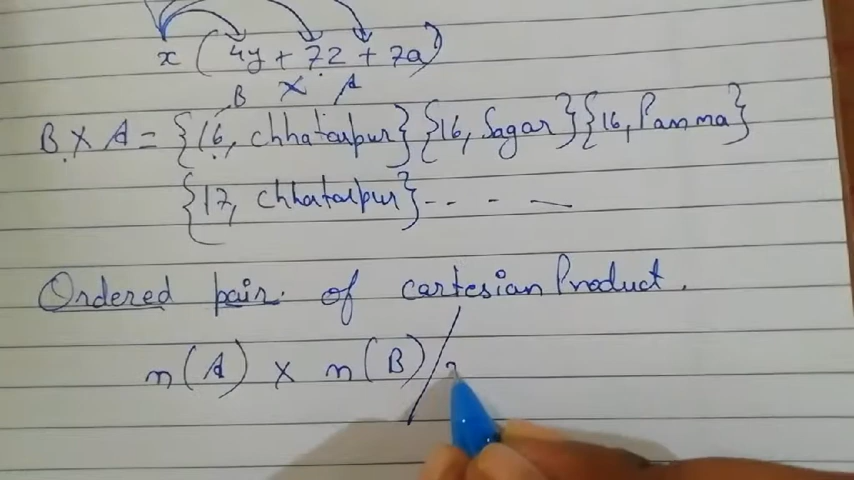 x (4y + 7z + 7a)
B X A
B X A = {16, chhatarpur} {16, Sagar} {16, Panna}
{17, chhatarpur} -- - —
Ordered pair of cartesian Product.
n(A) X n(B) /